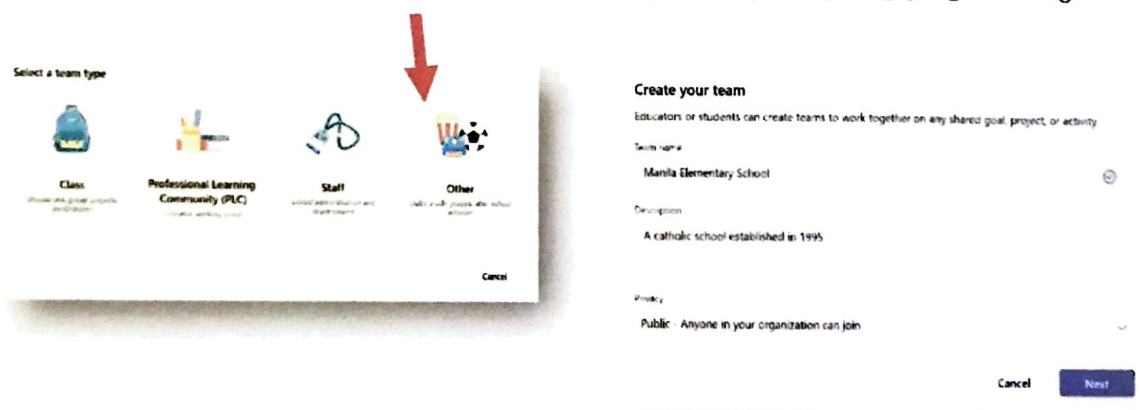 Select a team type
Class
Professional Learning
Community (PLC)
Staff
Other
Cancel
Create your team
Educators or students can create teams to work together on any shared goal, project, or activity
Team name
Manila Elementary School
Description
A catholic school established in 1995
Privacy
Public - Anyone in your organization can join
Cancel
Next